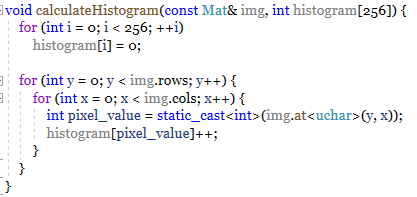 void calculateHistogram(const Mat& img, int histogram[256]) {
for (int i = 0; i < 256; ++i)
histogram[i] = 0;
for (int y = 0; y < img.rows; y++) {
for (int x = 0; x < img.cols; x++) {
int pixel_value = static_cast<int>(img.at<uchar>(y, x));
histogram[pixel_value]++;
}
}
}